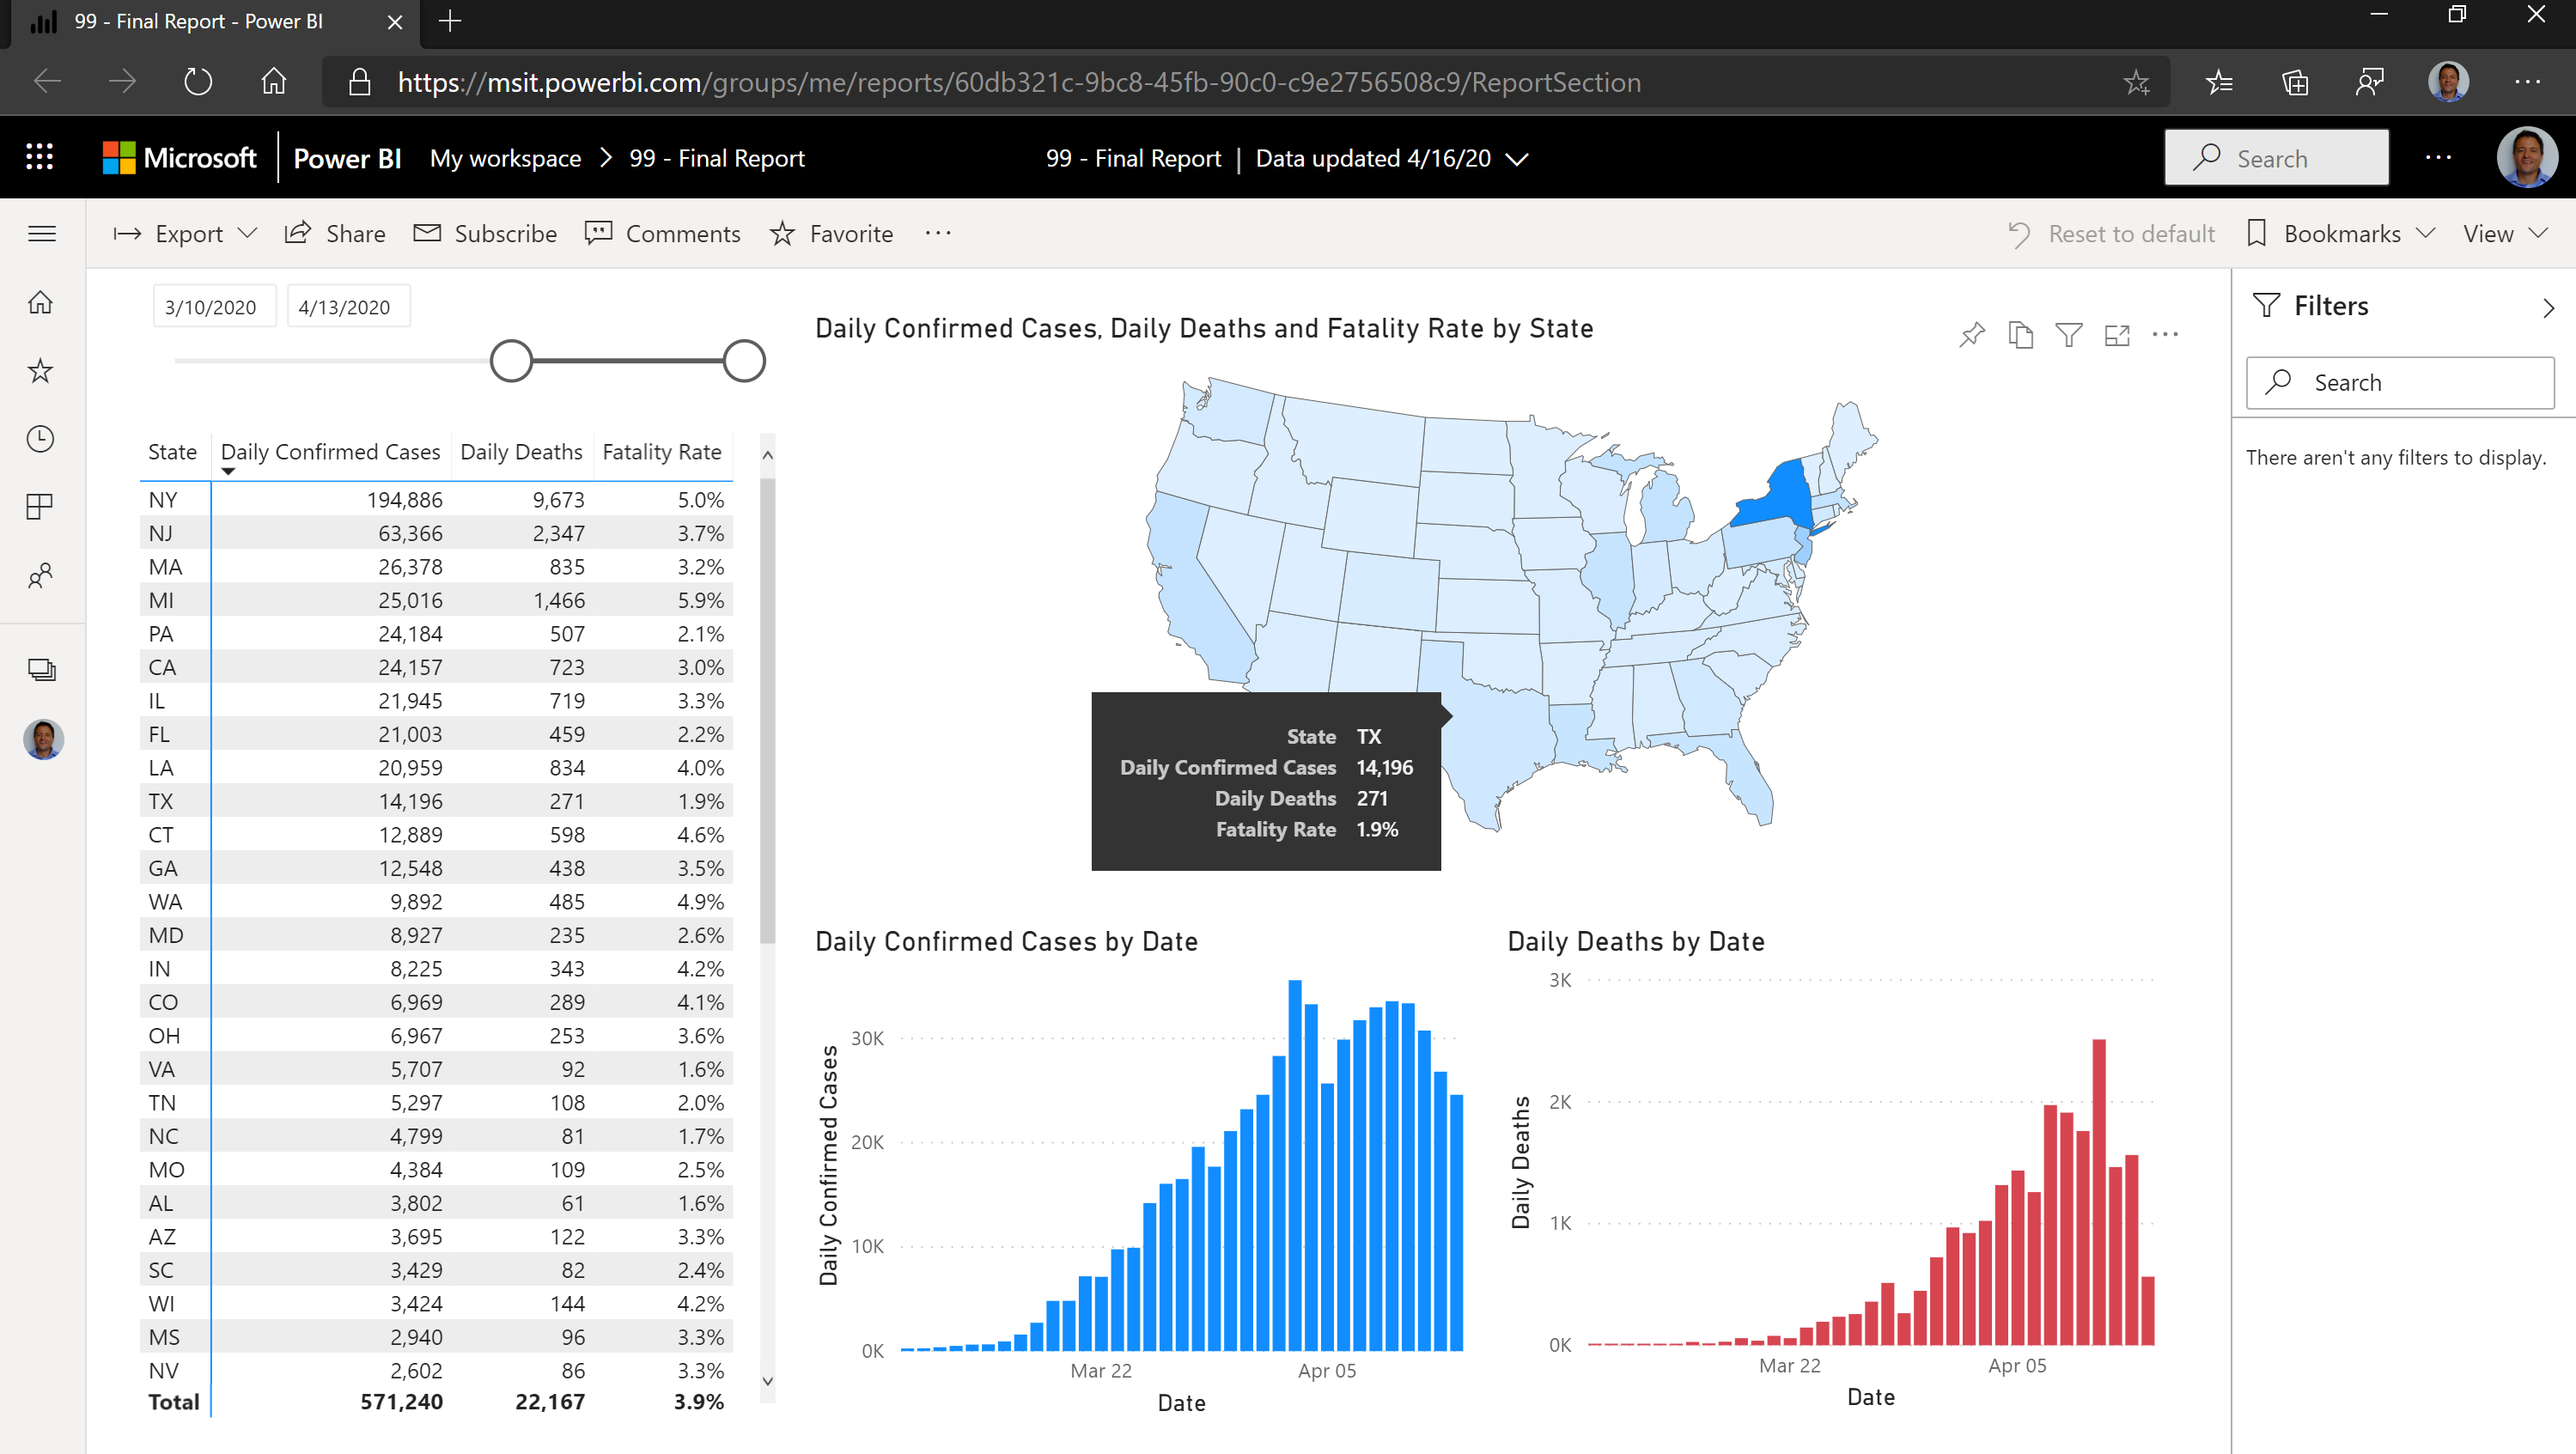 99 - Final Report - Power BI
https://msit.powerbi.com/groups/me/reports/60db321c-9bc8-45fb-90c0-c9e2756508c9/ReportSection
Microsoft Power BI My workspace > 99 - Final Report 99 - Final Report | Data updated 4/16/20 Search
Export Share Subscribe Comments Favorite Reset to default Bookmarks View
3/10/2020 4/13/2020
State Daily Confirmed Cases Daily Deaths Fatality Rate
NY 194,886 9,673 5.0%
NJ 63,366 2,347 3.7%
MA 26,378 835 3.2%
MI 25,016 1,466 5.9%
PA 24,184 507 2.1%
CA 24,157 723 3.0%
IL 21,945 719 3.3%
FL 21,003 459 2.2%
LA 20,959 834 4.0%
TX 14,196 271 1.9%
CT 12,889 598 4.6%
GA 12,548 438 3.5%
WA 9,892 485 4.9%
MD 8,927 235 2.6%
IN 8,225 343 4.2%
CO 6,969 289 4.1%
OH 6,967 253 3.6%
VA 5,707 92 1.6%
TN 5,297 108 2.0%
NC 4,799 81 1.7%
MO 4,384 109 2.5%
AL 3,802 61 1.6%
AZ 3,695 122 3.3%
SC 3,429 82 2.4%
WI 3,424 144 4.2%
MS 2,940 96 3.3%
NV 2,602 86 3.3%
Total 571,240 22,167 3.9%
Daily Confirmed Cases, Daily Deaths and Fatality Rate by State
State TX
Daily Confirmed Cases 14,196
Daily Deaths 271
Fatality Rate 1.9%
Daily Confirmed Cases by Date
Daily Confirmed Cases
30K
20K
10K
0K
Mar 22 Apr 05
Date
Daily Deaths by Date
Daily Deaths
3K
2K
1K
0K
Mar 22 Apr 05
Date
Filters
Search
There aren't any filters to display.